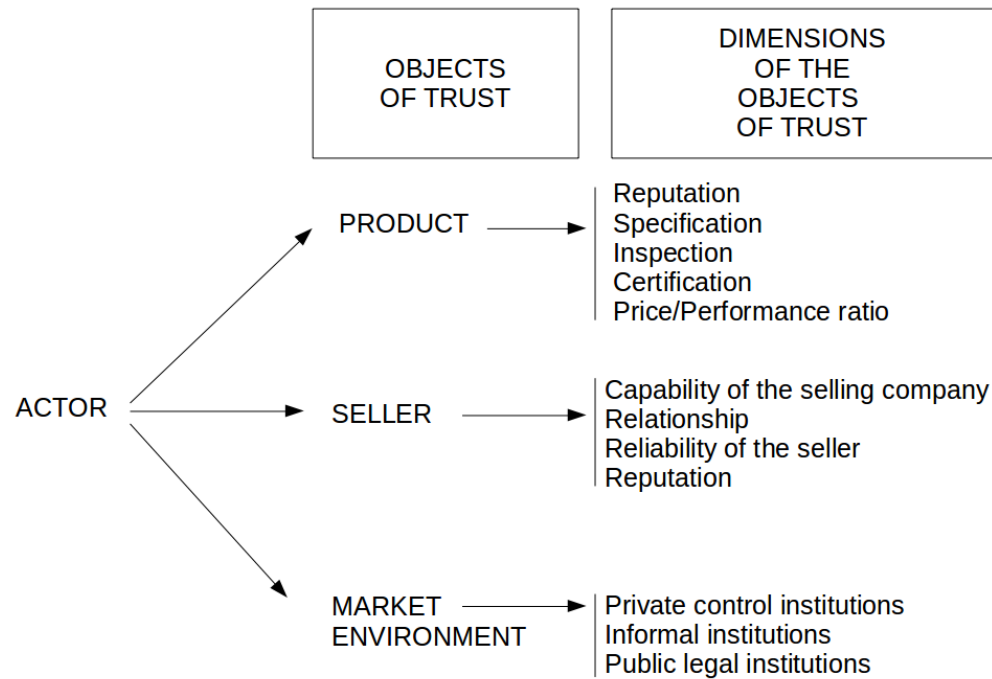 OBJECTS
OF TRUST
DIMENSIONS
OF THE
OBJECTS
OF TRUST
ACTOR
PRODUCT
Reputation
Specification
Inspection
Certification
Price/Performance ratio
SELLER
Capability of the selling company
Relationship
Reliability of the seller
Reputation
MARKET
ENVIRONMENT
Private control institutions
Informal institutions
Public legal institutions